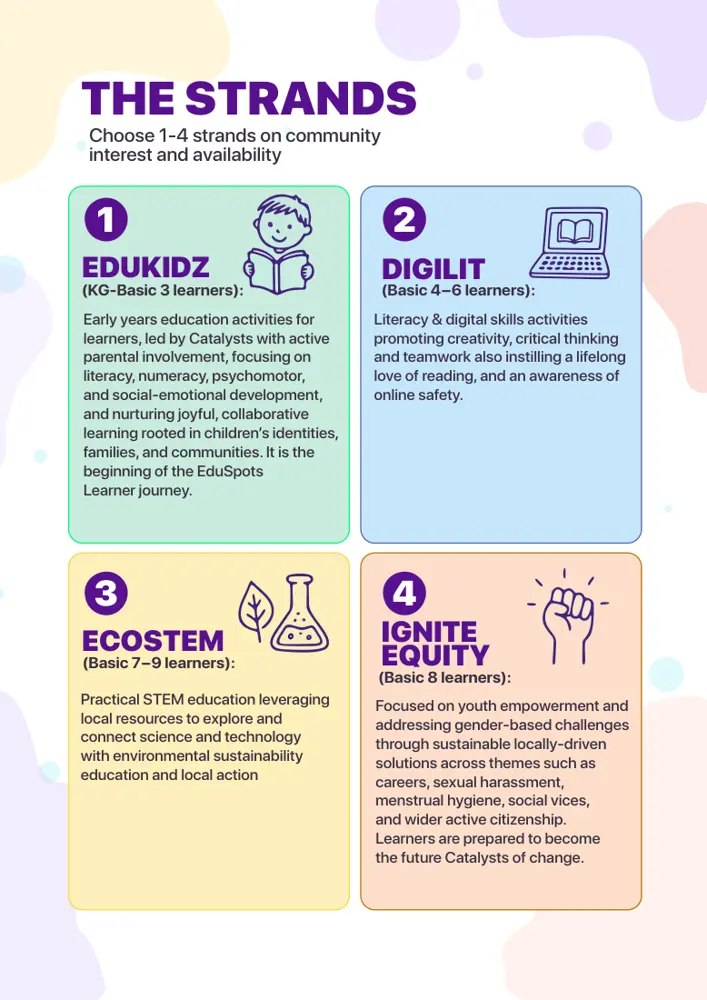 THE STRANDS
Choose 1-4 strands on community
interest and availability
1
EDUKIDZ
(KG-Basic 3 learners):
Early years education activities for
learners, led by Catalysts with active
parental involvement, focusing on
literacy, numeracy, psychomotor,
and social-emotional development,
and nurturing joyful, collaborative
learning rooted in children's identities,
families, and communities. It is the
beginning of the EduSpots
Learner journey.
2
DIGILIT
(Basic 4–6 learners):
Literacy & digital skills activities
promoting creativity, critical thinking
and teamwork also instilling a lifelong
love of reading, and an awareness of
online safety.
3
ECOSTEM
(Basic 7–9 learners):
Practical STEM education leveraging
local resources to explore and
connect science and technology
with environmental sustainability
education and local action
4
IGNITE
EQUITY
(Basic 8 learners):
Focused on youth empowerment and
addressing gender-based challenges
through sustainable locally-driven
solutions across themes such as
careers, sexual harassment,
menstrual hygiene, social vices,
and wider active citizenship.
Learners are prepared to become
the future Catalysts of change.